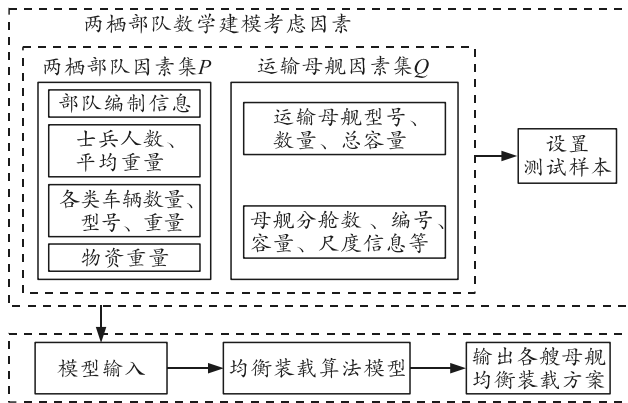 两栖部队数学建模考虑因素
两栖部队因素集P
部队编制信息
士兵人数、
平均重量
各类车辆数量、
型号、重量
物资重量
运输母舰因素集Q
运输母舰型号、
数量、总容量
母舰分舱数、编号、
容量、尺度信息等
设置
测试样本
模型输入
均衡装载算法模型
输出各艘母舰
均衡装载方案